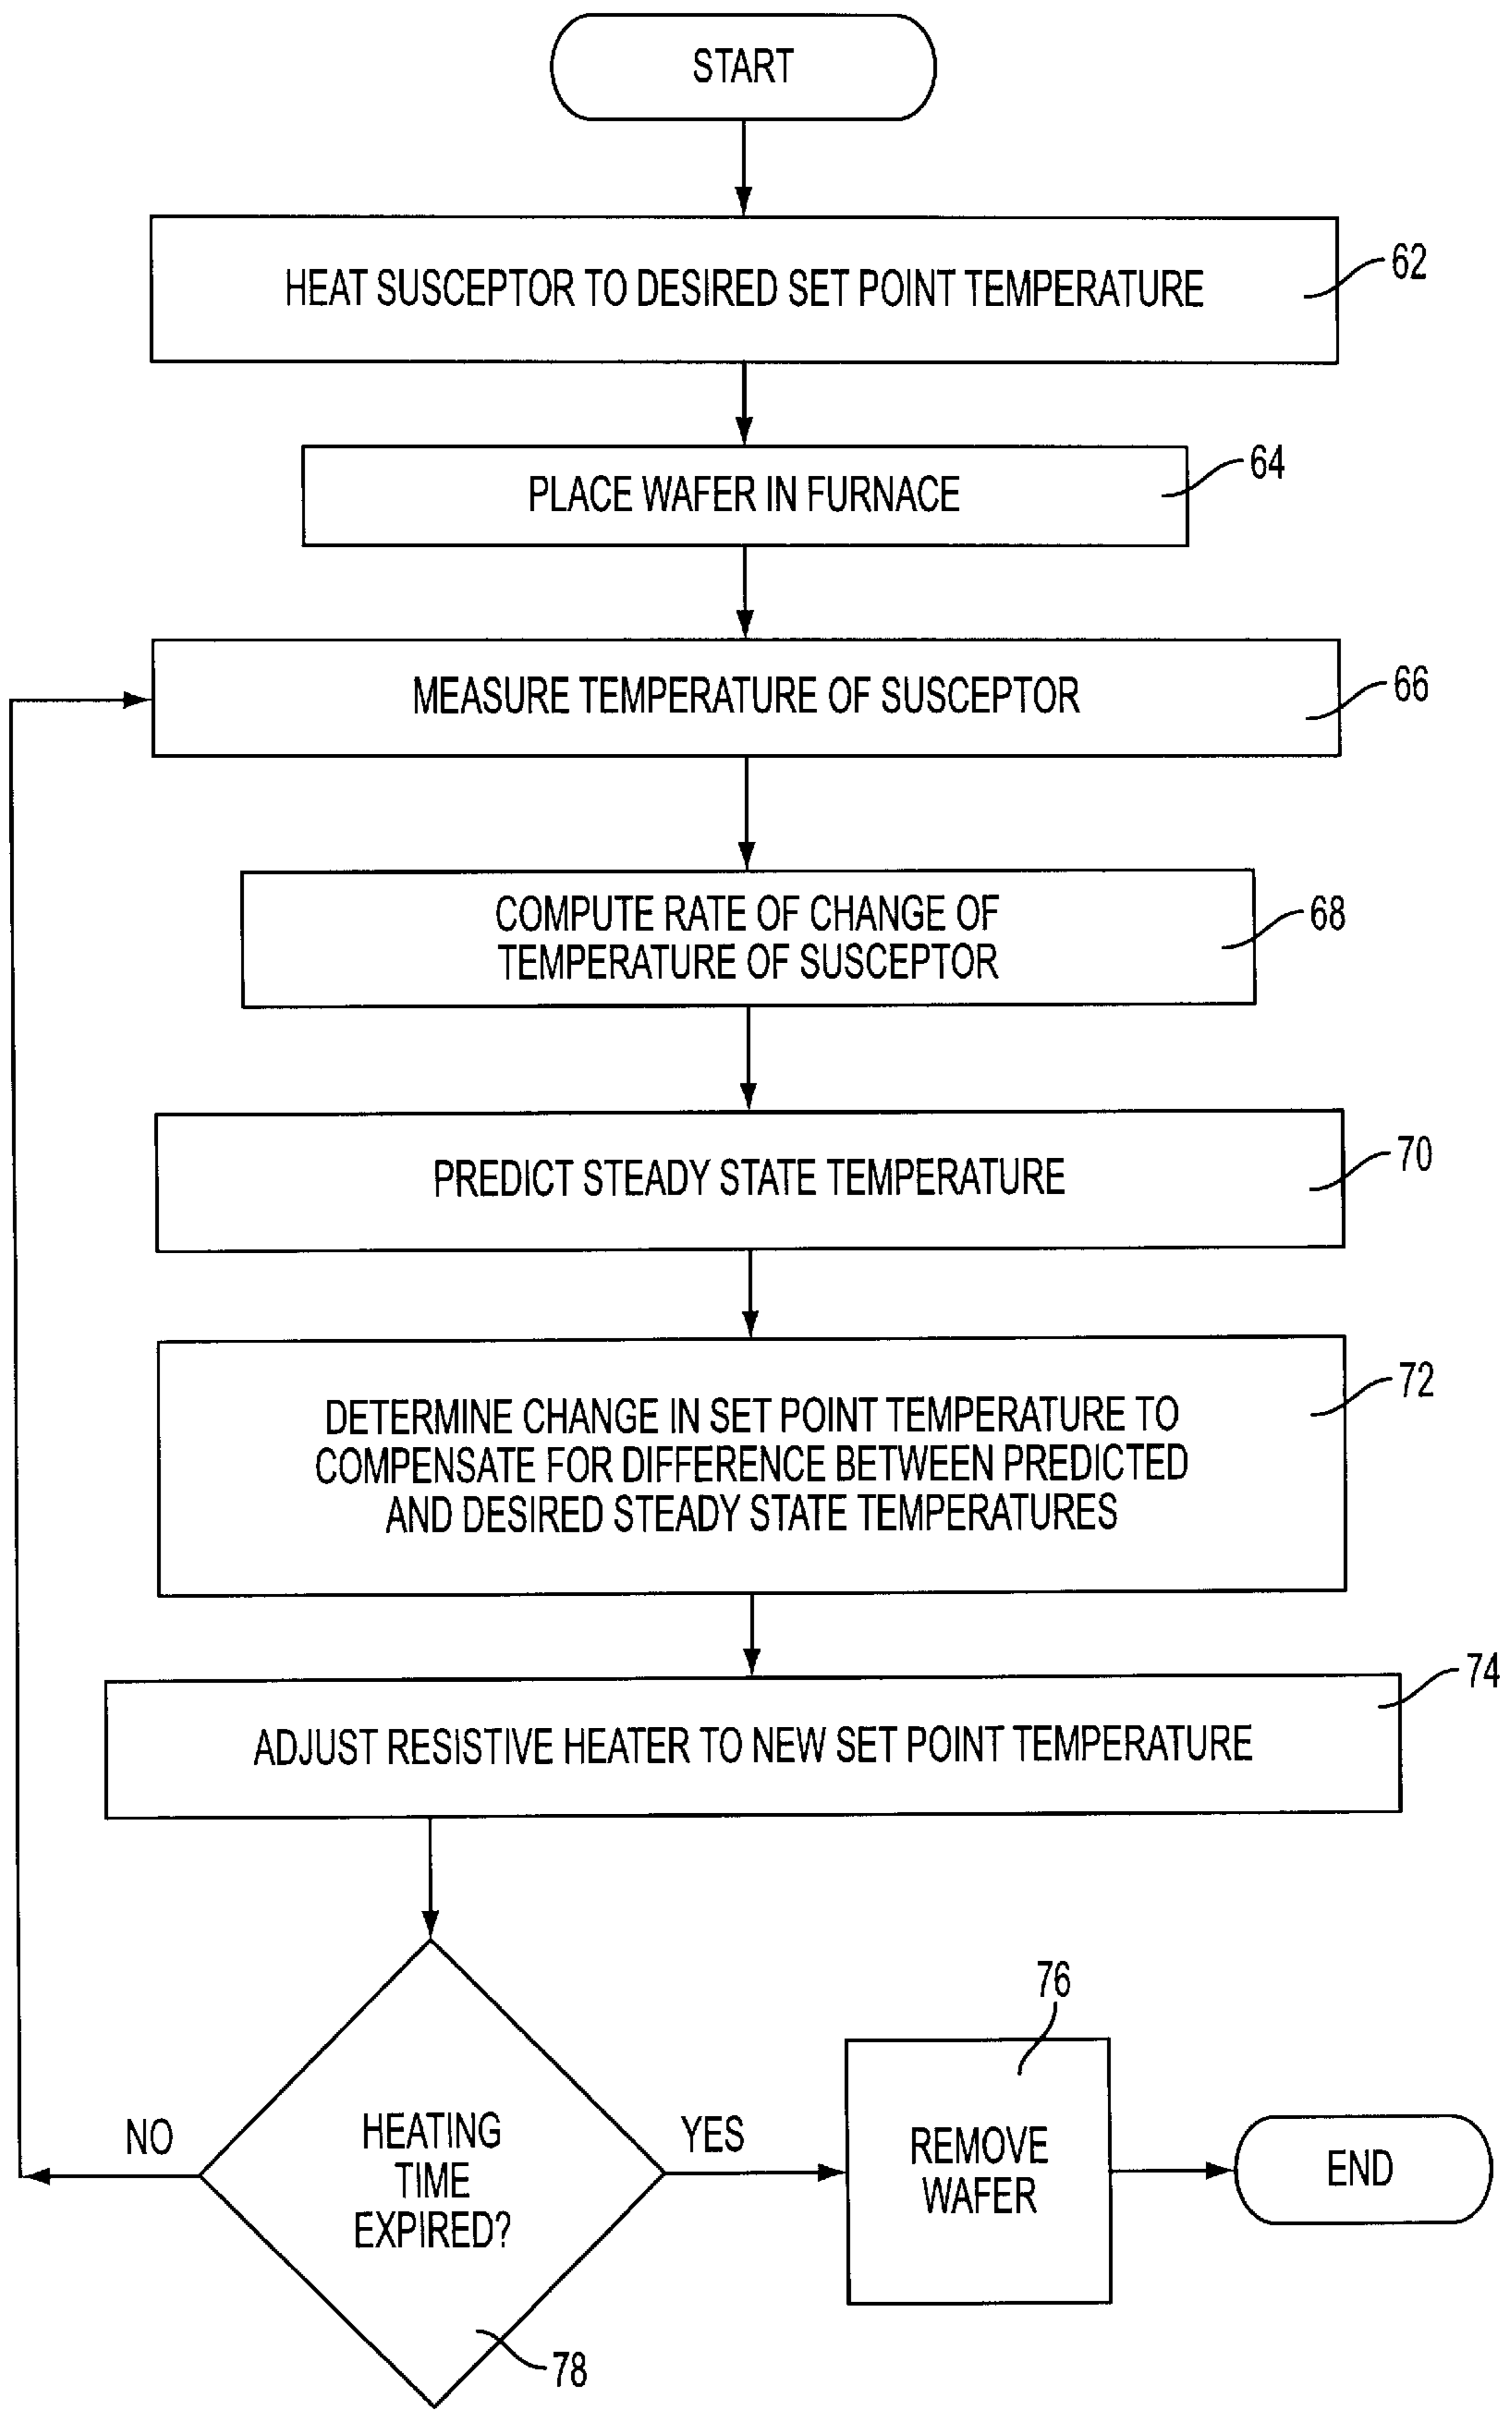 START
HEAT SUSCEPTOR TO DESIRED SET POINT TEMPERATURE
62
PLACE WAFER IN FURNACE
64
MEASURE TEMPERATURE OF SUSCEPTOR
66
COMPUTE RATE OF CHANGE OF
TEMPERATURE OF SUSCEPTOR
68
PREDICT STEADY STATE TEMPERATURE
70
DETERMINE CHANGE IN SET POINT TEMPERATURE TO
COMPENSATE FOR DIFFERENCE BETWEEN PREDICTED
AND DESIRED STEADY STATE TEMPERATURES
72
ADJUST RESISTIVE HEATER TO NEW SET POINT TEMPERATURE
74
HEATING
TIME
EXPIRED?
78
NO
YES
REMOVE
WAFER
76
END